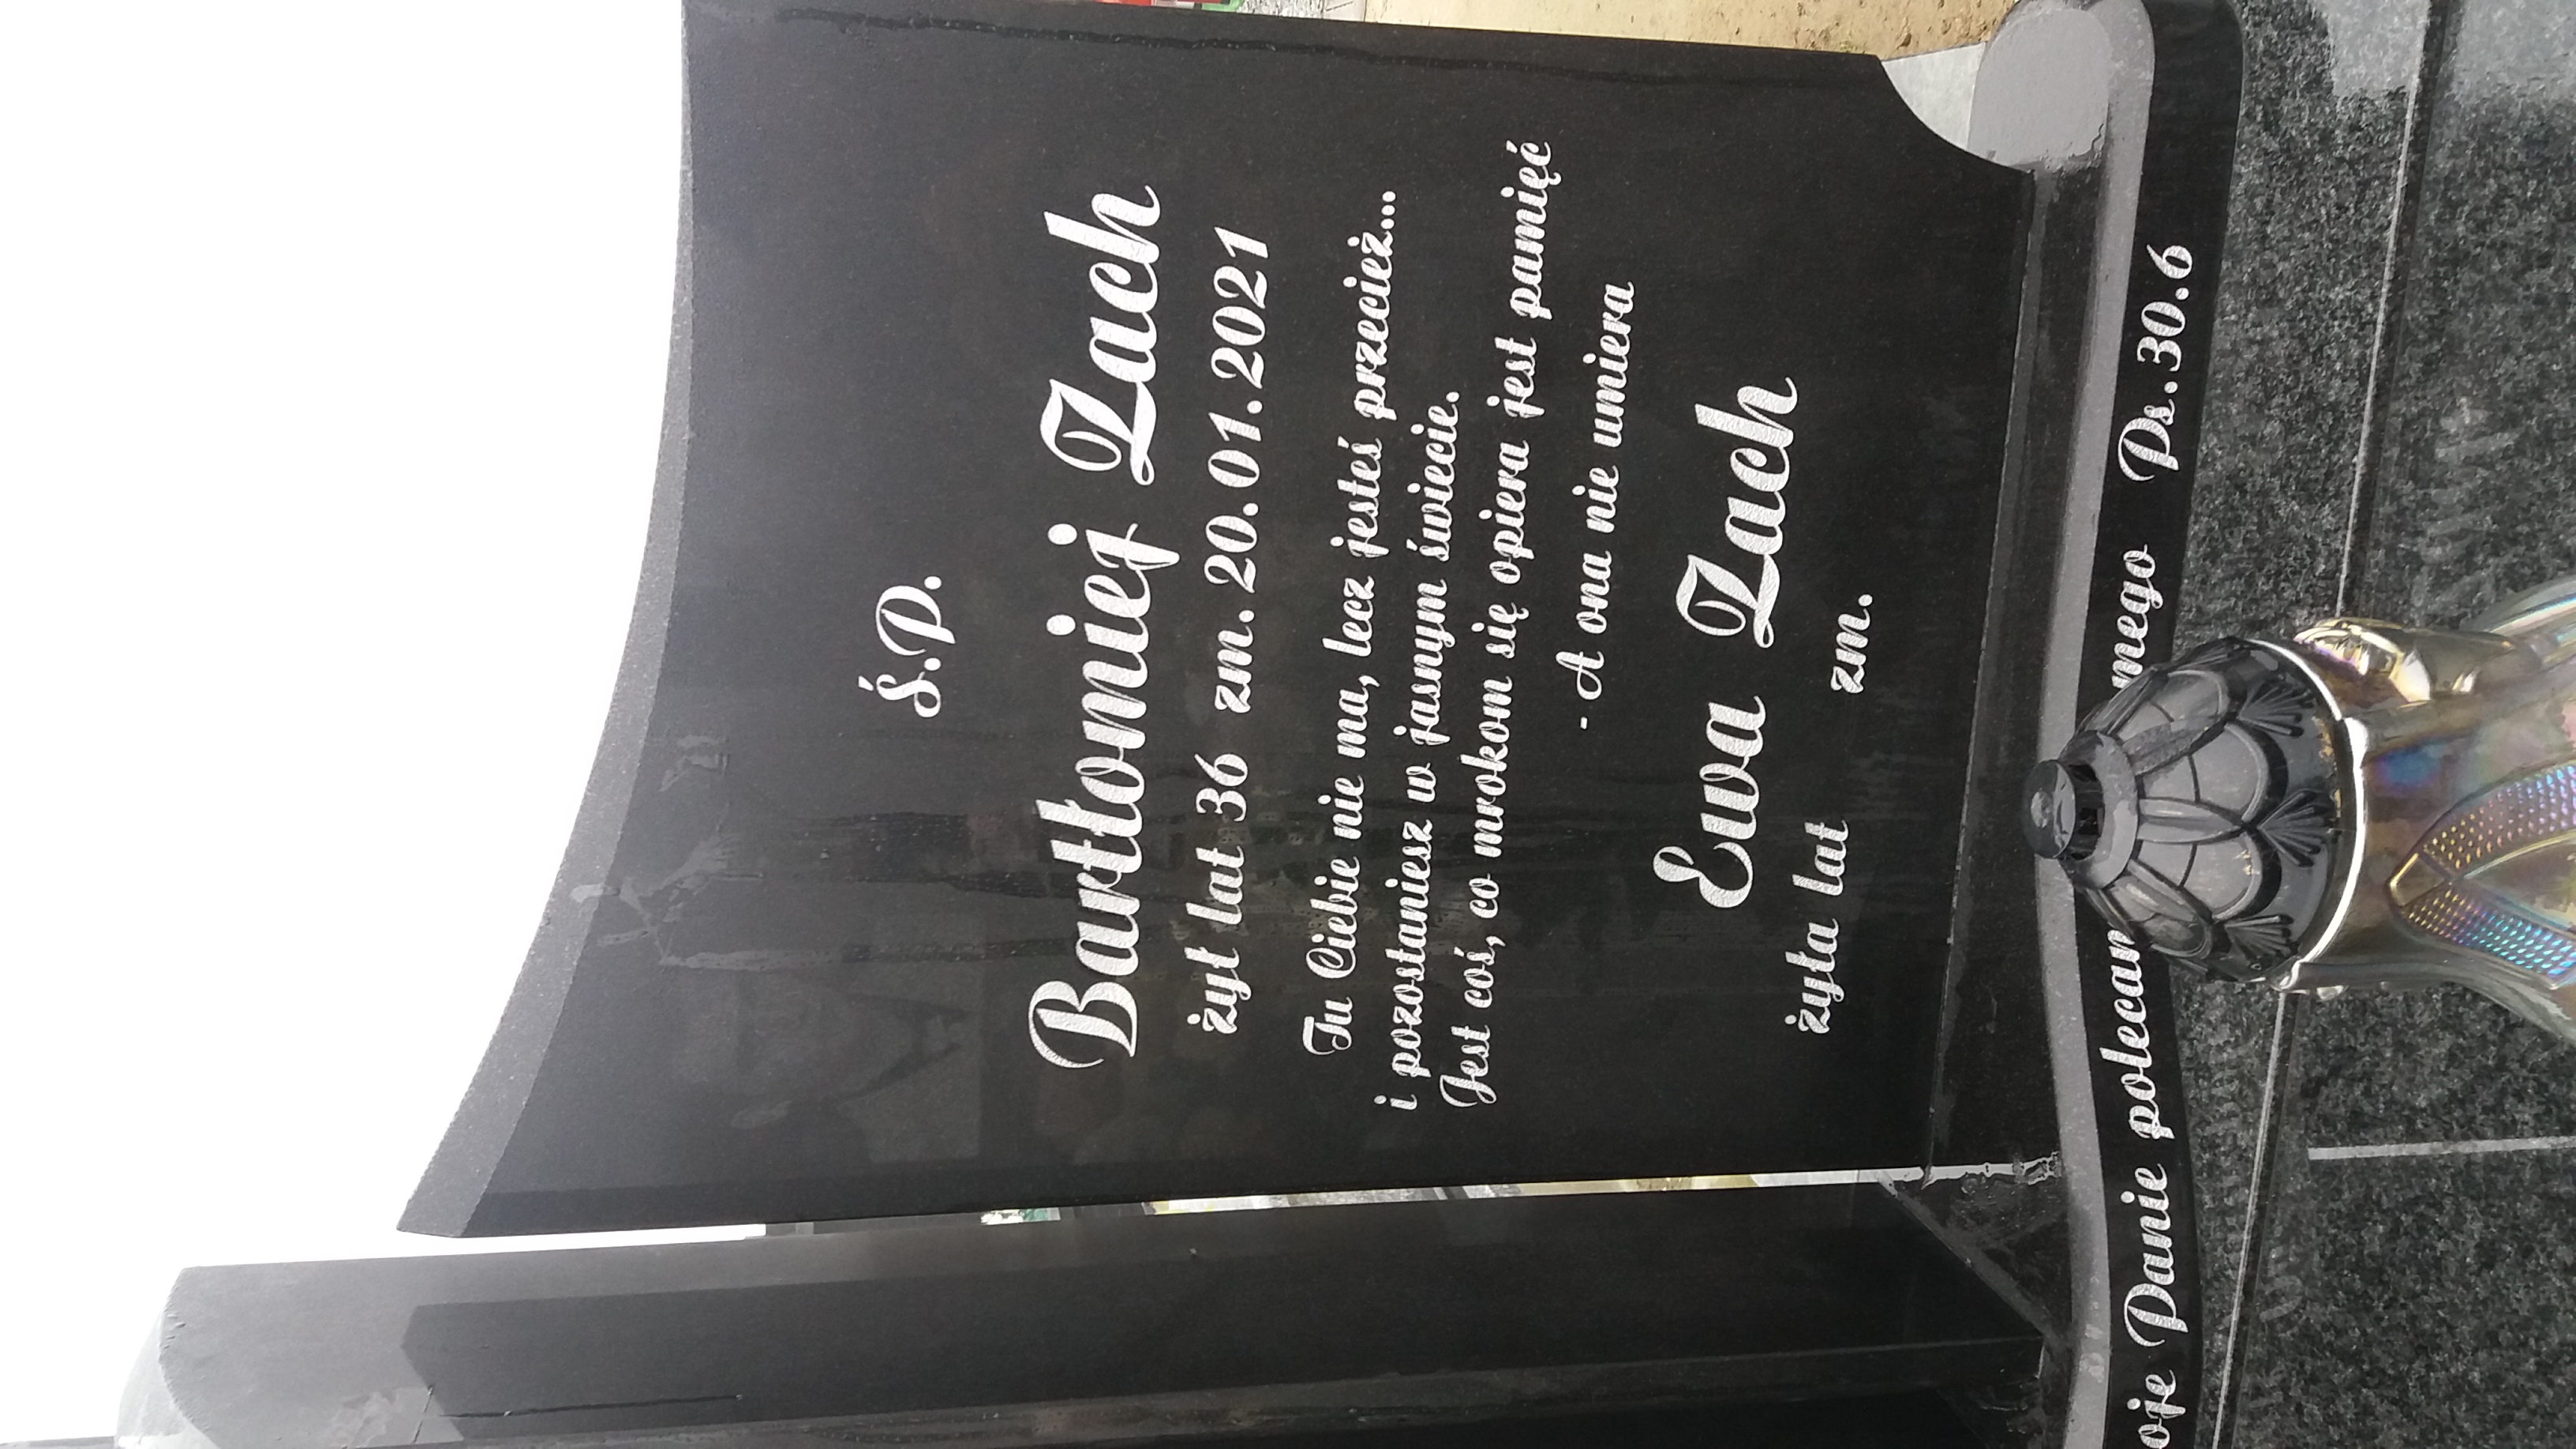 Ś.P.
Bartłomiej Zach
żył lat 36 zm. 20.01.2021
Tu Ciebie nie ma, lecz jesteś przecież...
i pozostaniesz w jasnym świecie.
Jest coś, co mrokom się opiera jest pamięć
- A ona nie umiera
Ewa Zach
żyła lat zm.
oje Panie polecam mego Ps.30.6